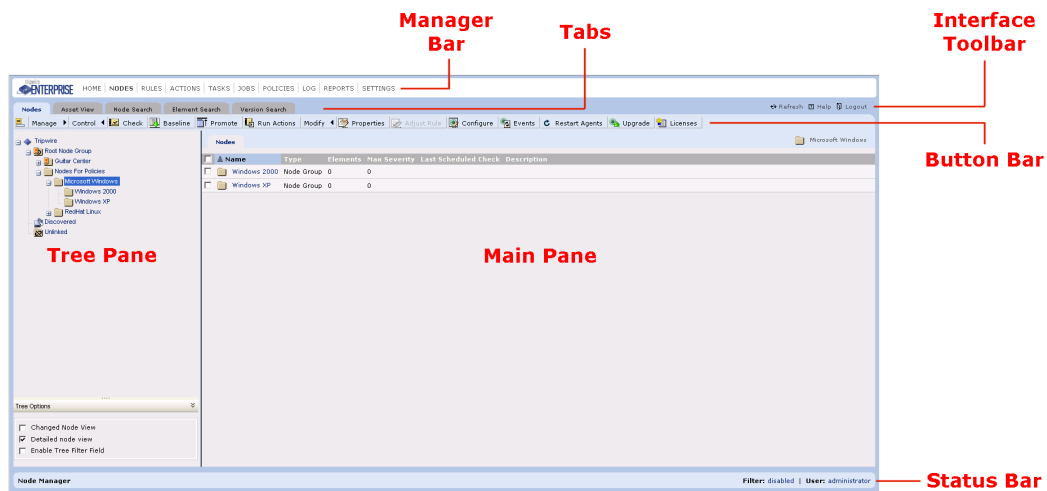 Manager
Bar
Tabs
Interface
Toolbar
ENTERPRISE HOME NODES RULES ACTIONS TASKS JOBS POLICIES LOG REPORTS SETTINGS
Nodes Asset View Node Search Element Search Version Search Refresh Help Logout
Manage Control Check Baseline Promote Run Actions Modify Properties Adjust Rule Configure Events Restart Agents Upgrade Licenses
Button Bar
Tripwire
Root Node Group
Outer Center
Nodes For Policies
Microsoft Windows
Windows 2000
Windows XP
RedHat Linux
Discovered
Unlinked
Tree Pane
Nodes Microsoft Windows
Name Type Elements Max Severity Last Scheduled Check Description
Windows 2000 Node Group 0 0
Windows XP Node Group 0 0
Main Pane
Tree Options
Changed Node View
Detailed node view
Enable Tree Filter Field
Node Manager Filter: disabled | User: administrator
Status Bar